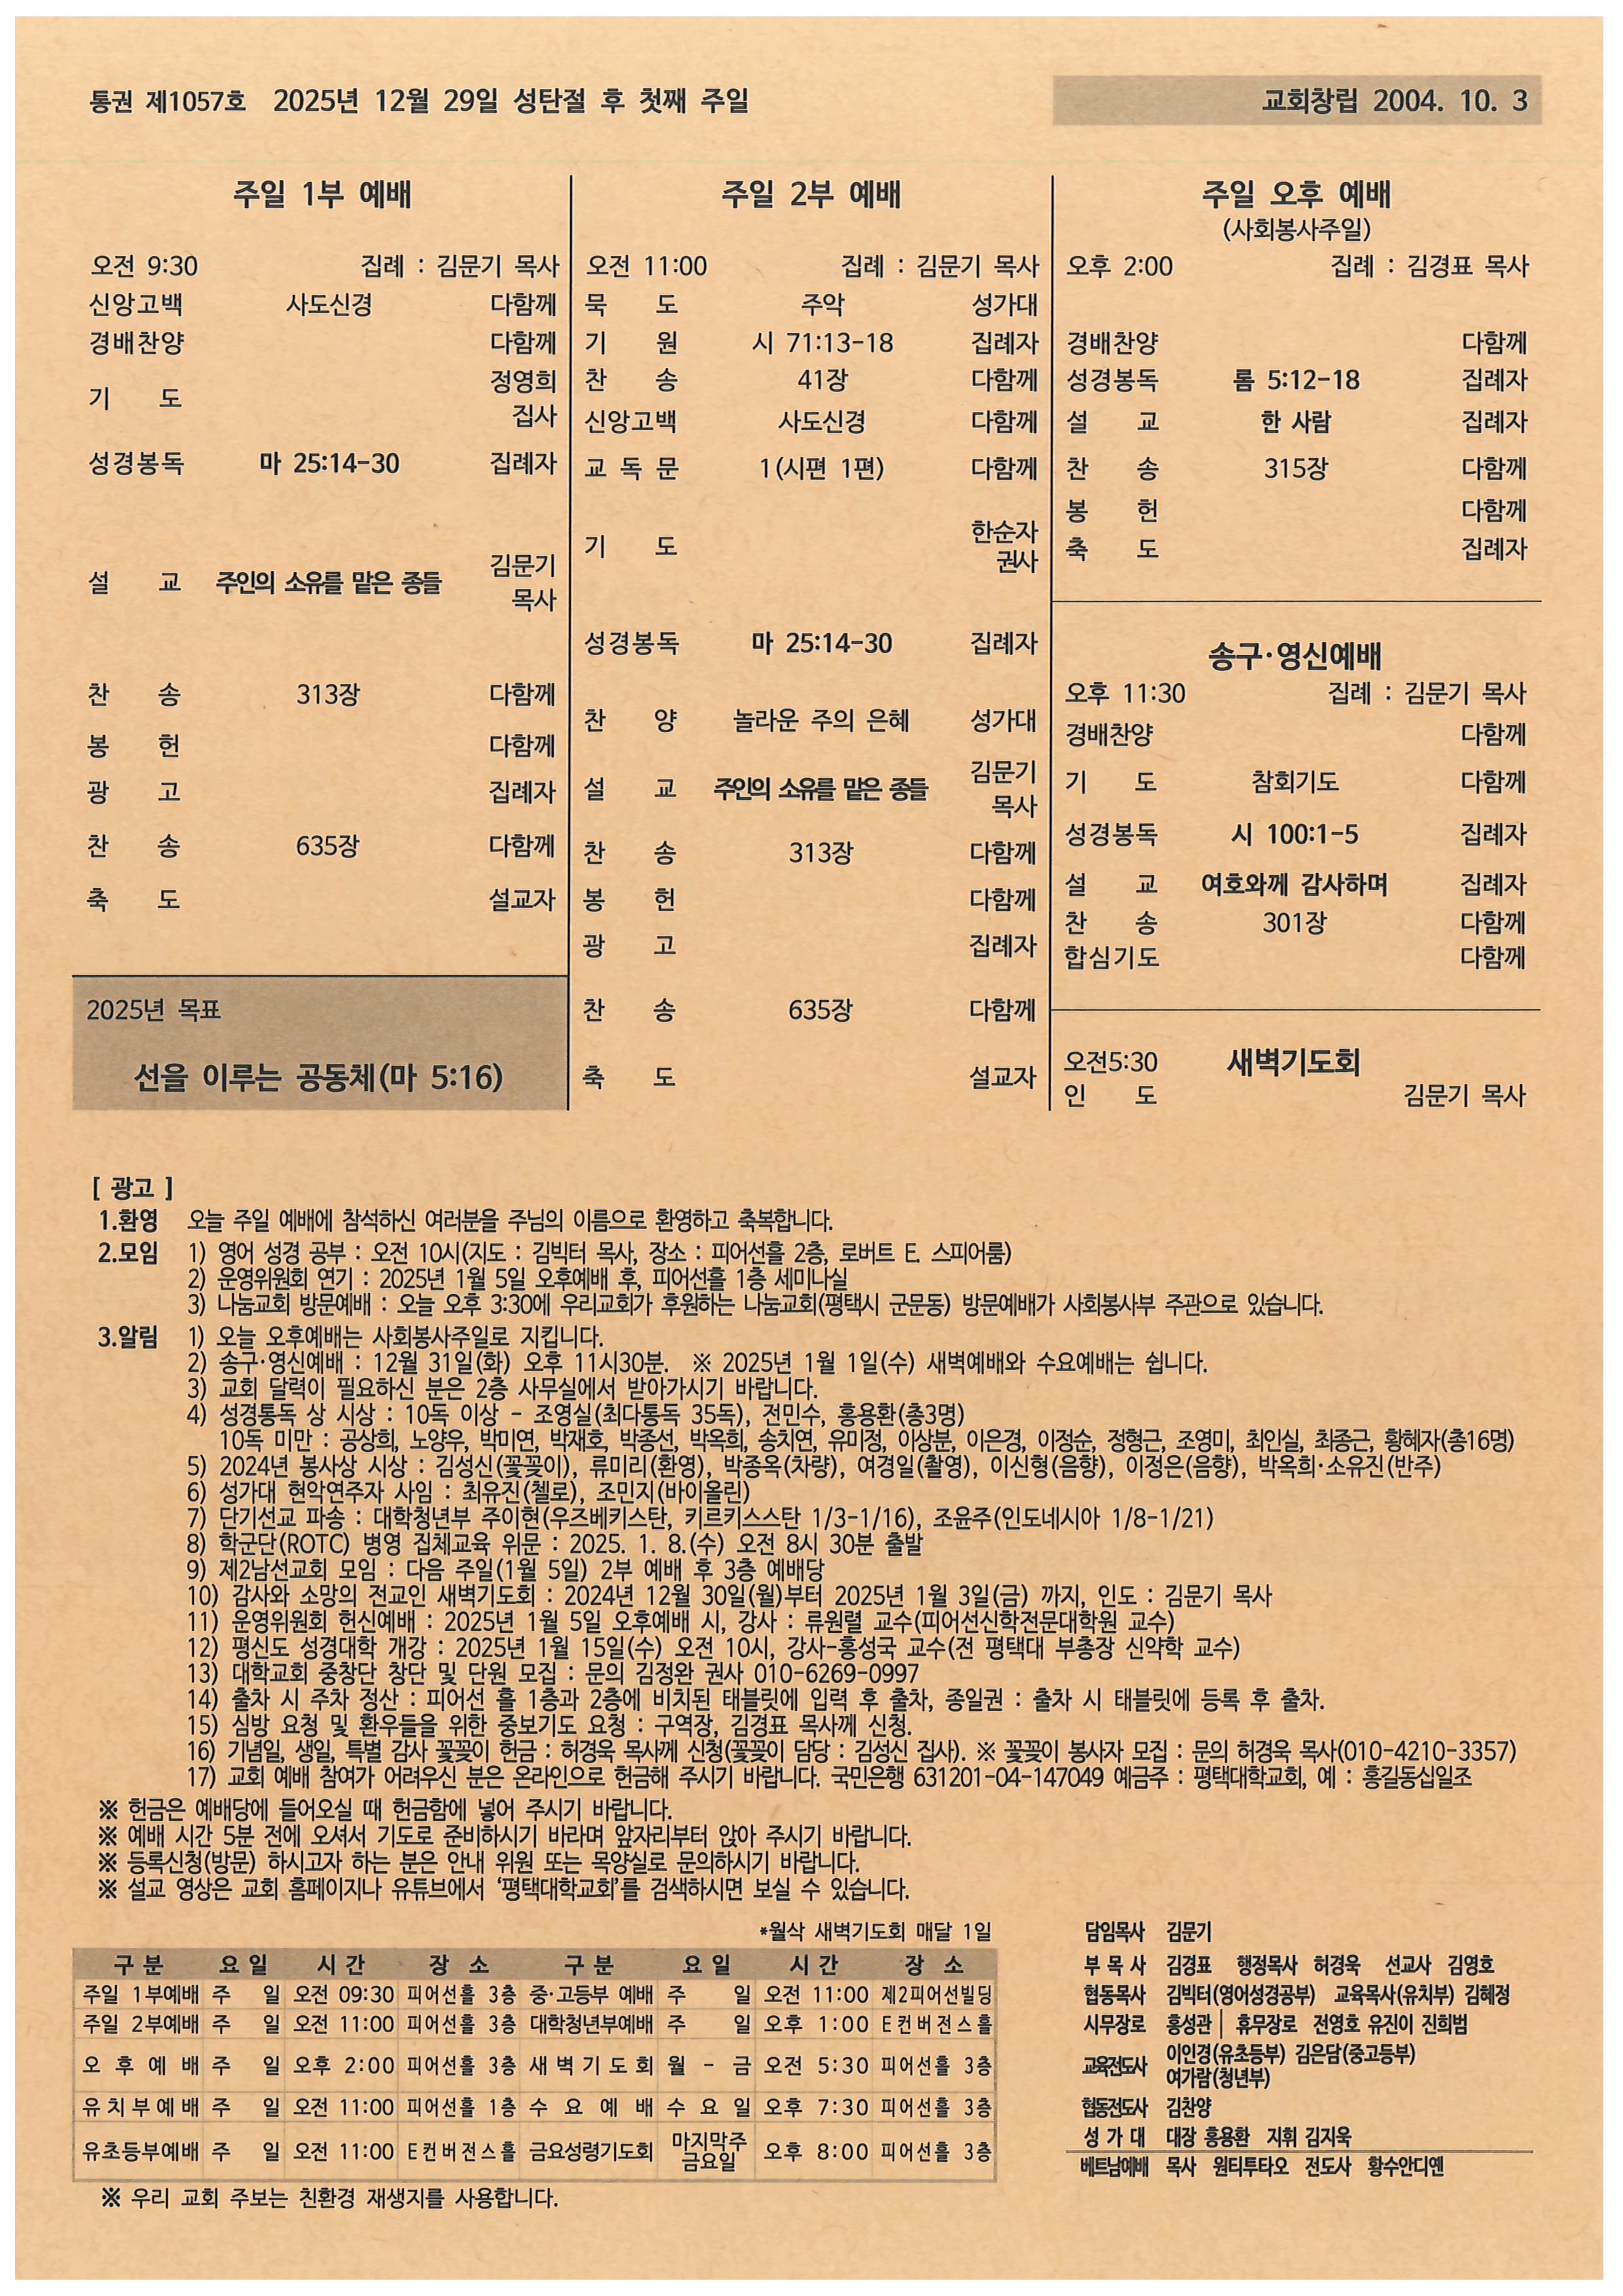 통권 제1057호 2025년 12월 29일 성탄절 후 첫째 주일
교회창립 2004. 10. 3
주일 1부 예배
오전 9:30 집례 : 김문기 목사
신앙고백 사도신경 다함께
경배찬양 다함께
기 도 정영희 집사
성경봉독 마 25:14-30 집례자
설 교 주인의 소유를 맡은 종들 김문기 목사
찬 송 313장 다함께
봉 헌 다함께
광 고 집례자
찬 송 635장 다함께
축 도 설교자
2025년 목표
선을 이루는 공동체(마 5:16)
주일 2부 예배
오전 11:00 집례 : 김문기 목사
묵 도 주악 성가대
기 원 시 71:13-18 집례자
찬 송 41장 다함께
신앙고백 사도신경 다함께
교 독 문 1(시편 1편) 다함께
기 도 한순자 권사
성경봉독 마 25:14-30 집례자
찬 양 놀라운 주의 은혜 성가대
설 교 주인의 소유를 맡은 종들 김문기 목사
찬 송 313장 다함께
봉 헌 다함께
광 고 집례자
찬 송 635장 다함께
축 도 설교자
주일 오후 예배
(사회봉사주일)
오후 2:00 집례 : 김경표 목사
경배찬양 다함께
성경봉독 롬 5:12-18 집례자
설 교 한 사람 집례자
찬 송 315장 다함께
봉 헌 다함께
축 도 집례자
송구·영신예배
오후 11:30 집례 : 김문기 목사
경배찬양 다함께
기 도 참회기도 다함께
성경봉독 시 100:1-5 집례자
설 교 여호와께 감사하며 집례자
찬 송 301장 다함께
합심기도 다함께
오전5:30 새벽기도회
인 도 김문기 목사
[ 광고 ]
1.환영 오늘 주일 예배에 참석하신 여러분을 주님의 이름으로 환영하고 축복합니다.
2.모임 1) 영어 성경 공부 : 오전 10시(지도 : 김빅터 목사, 장소 : 피어선홀 2층, 로버트 E. 스피어룸)
2) 운영위원회 연기 : 2025년 1월 5일 오후예배 후, 피어선홀 1층 세미나실
3) 나눔교회 방문예배 : 오늘 오후 3:30에 우리교회가 후원하는 나눔교회(평택시 군문동) 방문예배가 사회봉사부 주관으로 있습니다.
3.알림 1) 오늘 오후예배는 사회봉사주일로 지킵니다.
2) 송구·영신예배 : 12월 31일(화) 오후 11시30분. ※ 2025년 1월 1일(수) 새벽예배와 수요예배는 쉽니다.
3) 교회 달력이 필요하신 분은 2층 사무실에서 받아가시기 바랍니다.
4) 성경통독 상 시상 : 10독 이상 - 조영실(최다통독 35독), 전민수, 홍용환(총3명)
10독 미만 : 공상희, 노양우, 박미연, 박재호, 박종선, 박옥희, 송치연, 유미정, 이상분, 이은경, 이정순, 정형근, 조영미, 최인실, 최종근, 황혜자(총16명)
5) 2024년 봉사상 시상 : 김성신(꽃꽂이), 류미리(환영), 박종옥(차량), 여경일(촬영), 이신형(음향), 이정은(음향), 박옥희·소유진(반주)
6) 성가대 현악연주자 사임 : 최유진(첼로), 조민지(바이올린)
7) 단기선교 파송 : 대학청년부 주이현(우즈베키스탄, 키르키스스탄 1/3-1/16), 조윤주(인도네시아 1/8-1/21)
8) 학군단(ROTC) 병영 집체교육 위문 : 2025. 1. 8.(수) 오전 8시 30분 출발
9) 제2남선교회 모임 : 다음 주일(1월 5일) 2부 예배 후 3층 예배당
10) 감사와 소망의 전교인 새벽기도회 : 2024년 12월 30일(월)부터 2025년 1월 3일(금) 까지, 인도 : 김문기 목사
11) 운영위원회 헌신예배 : 2025년 1월 5일 오후예배 시, 강사 : 류원렬 교수(피어선신학전문대학원 교수)
12) 평신도 성경대학 개강 : 2025년 1월 15일(수) 오전 10시, 강사-홍성국 교수(전 평택대 부총장 신약학 교수)
13) 대학교회 중창단 창단 및 단원 모집 : 문의 김정완 권사 010-6269-0997
14) 출차 시 주차 정산 : 피어선 홀 1층과 2층에 비치된 태블릿에 입력 후 출차, 종일권 : 출차 시 태블릿에 등록 후 출차.
15) 심방 요청 및 환우들을 위한 중보기도 요청 : 구역장, 김경표 목사께 신청.
16) 기념일, 생일, 특별 감사 꽃꽂이 헌금 : 허경욱 목사께 신청(꽃꽂이 담당 : 김성신 집사). ※ 꽃꽂이 봉사자 모집 : 문의 허경욱 목사(010-4210-3357)
17) 교회 예배 참여가 어려우신 분은 온라인으로 헌금해 주시기 바랍니다. 국민은행 631201-04-147049 예금주 : 평택대학교회, 예 : 홍길동십일조
※ 헌금은 예배당에 들어오실 때 헌금함에 넣어 주시기 바랍니다.
※ 예배 시간 5분 전에 오셔서 기도로 준비하시기 바라며 앞자리부터 앉아 주시기 바랍니다.
※ 등록신청(방문) 하시고자 하는 분은 안내 위원 또는 목양실로 문의하시기 바랍니다.
※ 설교 영상은 교회 홈페이지나 유튜브에서 ‘평택대학교회’를 검색하시면 보실 수 있습니다.
*월삭 새벽기도회 매달 1일
구 분 요 일 시 간 장 소 구 분 요 일 시 간 장 소
주일 1부예배 주 일 오전 09:30 피어선홀 3층 중·고등부 예배 주 일 오전 11:00 제2피어선빌딩
주일 2부예배 주 일 오전 11:00 피어선홀 3층 대학청년부예배 주 일 오후 1:00 E컨버전스홀
오 후 예 배 주 일 오후 2:00 피어선홀 3층 새 벽 기 도 회 월 - 금 오전 5:30 피어선홀 3층
유 치 부 예 배 주 일 오전 11:00 피어선홀 1층 수 요 예 배 수 요 일 오후 7:30 피어선홀 3층
유초등부예배 주 일 오전 11:00 E컨버전스홀 금요성령기도회 마지막주 금요일 오후 8:00 피어선홀 3층
※ 우리 교회 주보는 친환경 재생지를 사용합니다.
담임목사 김문기
부 목 사 김경표 행정목사 허경욱 선교사 김영호
협동목사 김빅터(영어성경공부) 교육목사(유치부) 김혜정
시무장로 홍성관 | 휴무장로 전영호 유진이 진희범
교육전도사 이인경(유초등부) 김은담(중고등부)
여가람(청년부)
협동전도사 김찬양
성 가 대 대장 홍용환 지휘 김지욱
베트남예배 목사 원티투타오 전도사 황수안디엔